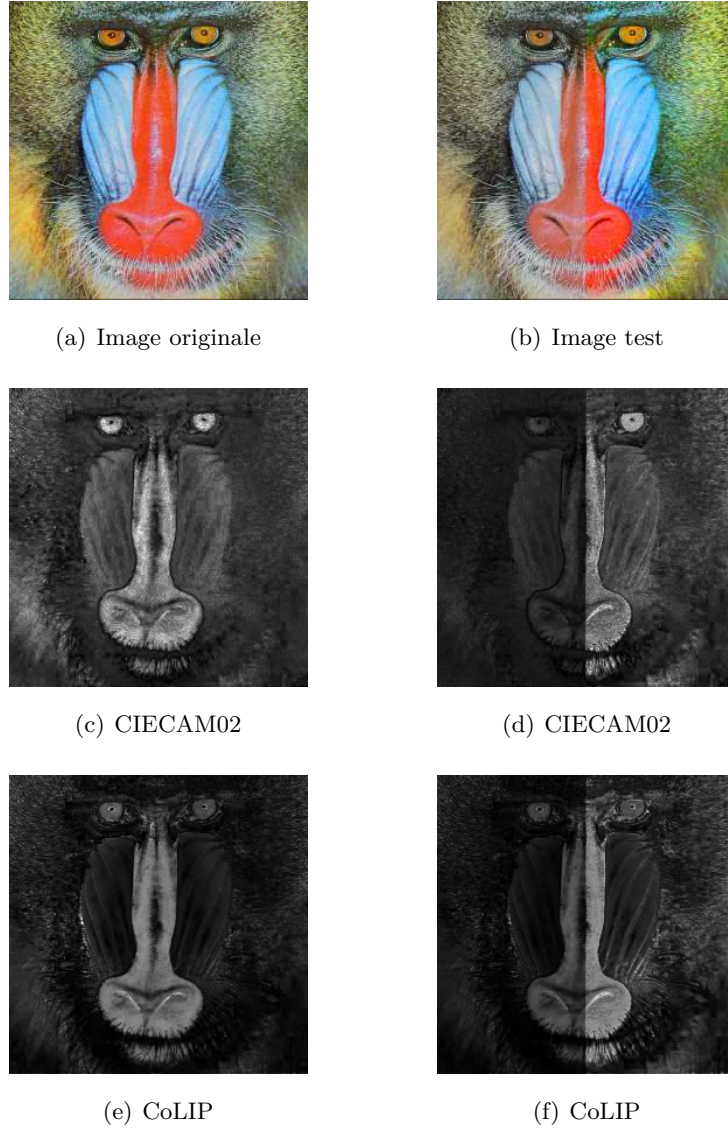 (a) Image originale
(b) Image test
(c) CIECAM02
(d) CIECAM02
(e) CoLIP
(f) CoLIP